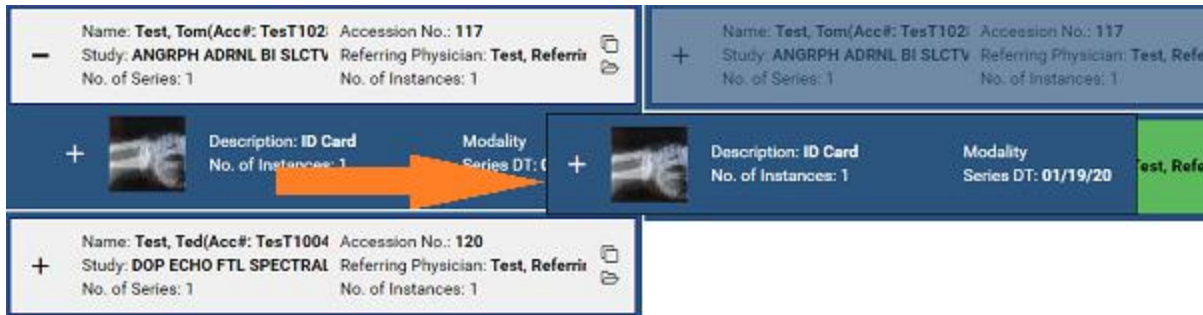 Name: Test, Tom(Acc#: TesT102 Accession No.: 117
Study: ANGRPH ADRNL BI SLCTV Referring Physician: Test, Referrin
No. of Series: 1 No. of Instances: 1
Name: Test, Tom(Acc#: TesT102 Accession No.: 117
Study: ANGRPH ADRNL BI SLCTV Referring Physician: Test, Refe
No. of Series: 1 No. of Instances: 1
Description: ID Card Modality
No. of Instances: 1 Series DT: 0
Description: ID Card Modality
No. of Instances: 1 Series DT: 01/19/20
est, Refe
Name: Test, Ted(Acc#: TesT1004 Accession No.: 120
Study: DOP ECHO FTL SPECTRAL Referring Physician: Test, Referrin
No. of Series: 1 No. of Instances: 1